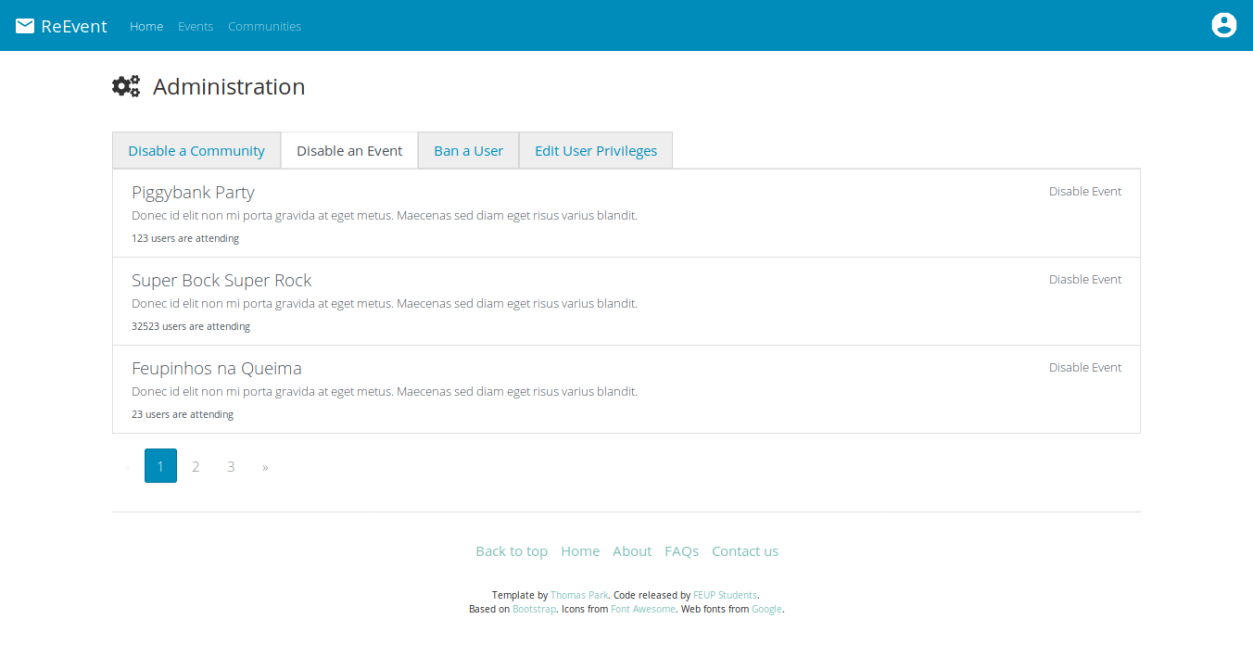 ReEvent Home Events Communities
Administration
Disable a Community Disable an Event Ban a User Edit User Privileges
Piggybank Party Disable Event
Donec id elit non mi porta gravida at eget metus. Maecenas sed diam eget risus varius blandit.
123 users are attending
Super Bock Super Rock Diasble Event
Donec id elit non mi porta gravida at eget metus. Maecenas sed diam eget risus varius blandit.
32523 users are attending
Feupinhos na Queima Disable Event
Donec id elit non mi porta gravida at eget metus. Maecenas sed diam eget risus varius blandit.
23 users are attending
« 1 2 3 »
Back to top Home About FAQs Contact us
Template by Thomas Park. Code released by FEUP Students.
Based on Bootstrap. Icons from Font Awesome. Web fonts from Google.